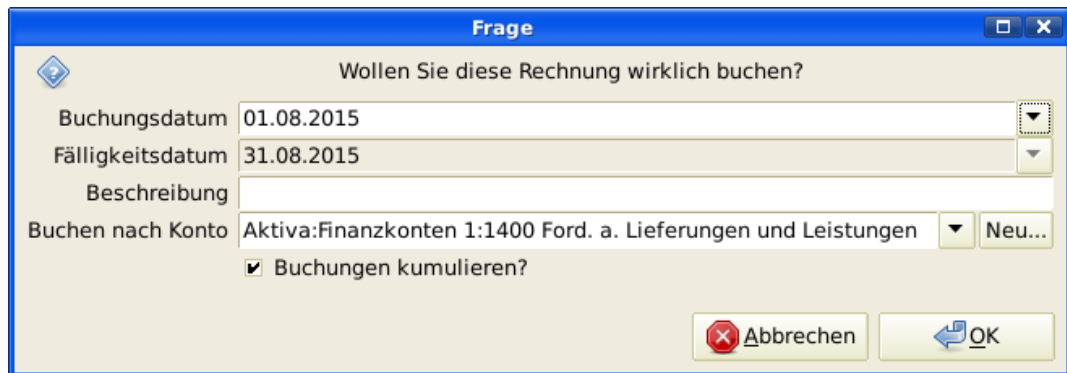 Frage
Wollen Sie diese Rechnung wirklich buchen?
Buchungsdatum 01.08.2015
Fälligkeitsdatum 31.08.2015
Beschreibung
Buchen nach Konto Aktiva:Finanzkonten 1:1400 Ford. a. Lieferungen und Leistungen Neu...
Buchungen kumulieren?
Abbrechen OK